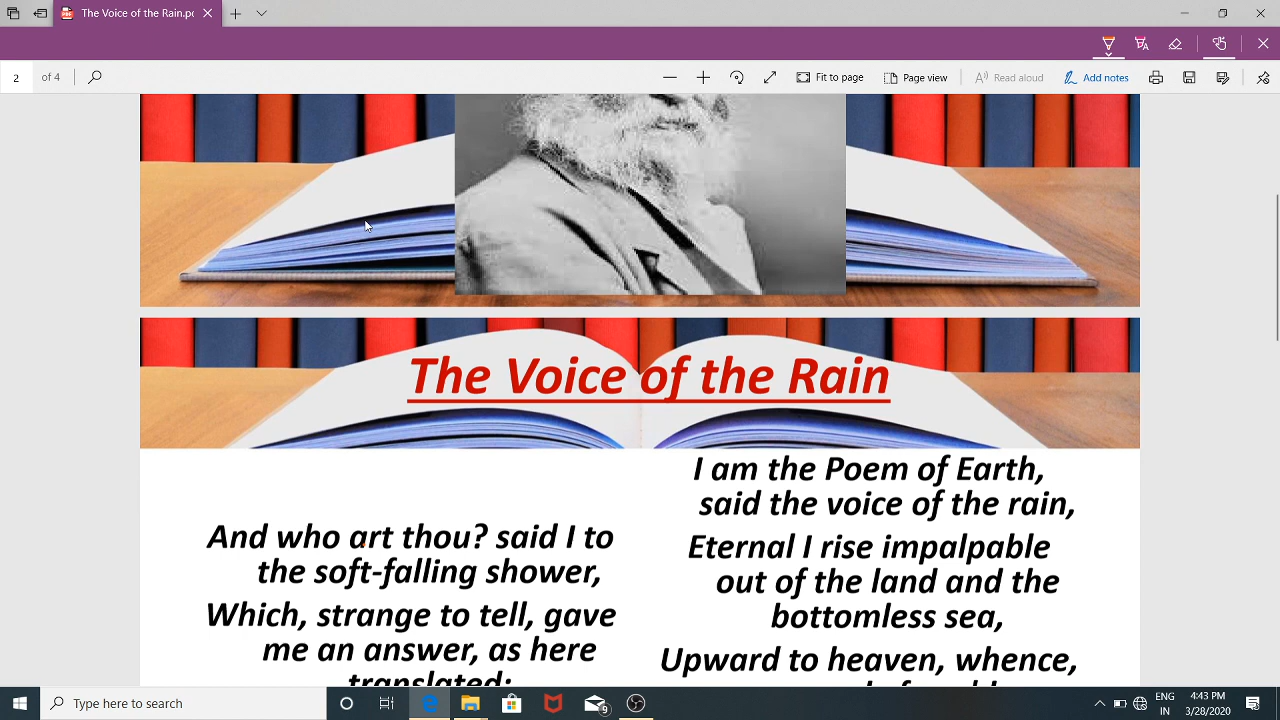 The Voice of the Rain.pc
2
of 4
Fit to page
Page view
Read aloud
Add notes
The Voice of the Rain
And who art thou? said I to
the soft-falling shower,
Which, strange to tell, gave
me an answer, as here
translated:
I am the Poem of Earth,
said the voice of the rain,
Eternal I rise impalpable
out of the land and the
bottomless sea,
Upward to heaven, whence,
Type here to search
9
ENG
IN
4:43 PM
3/28/2020